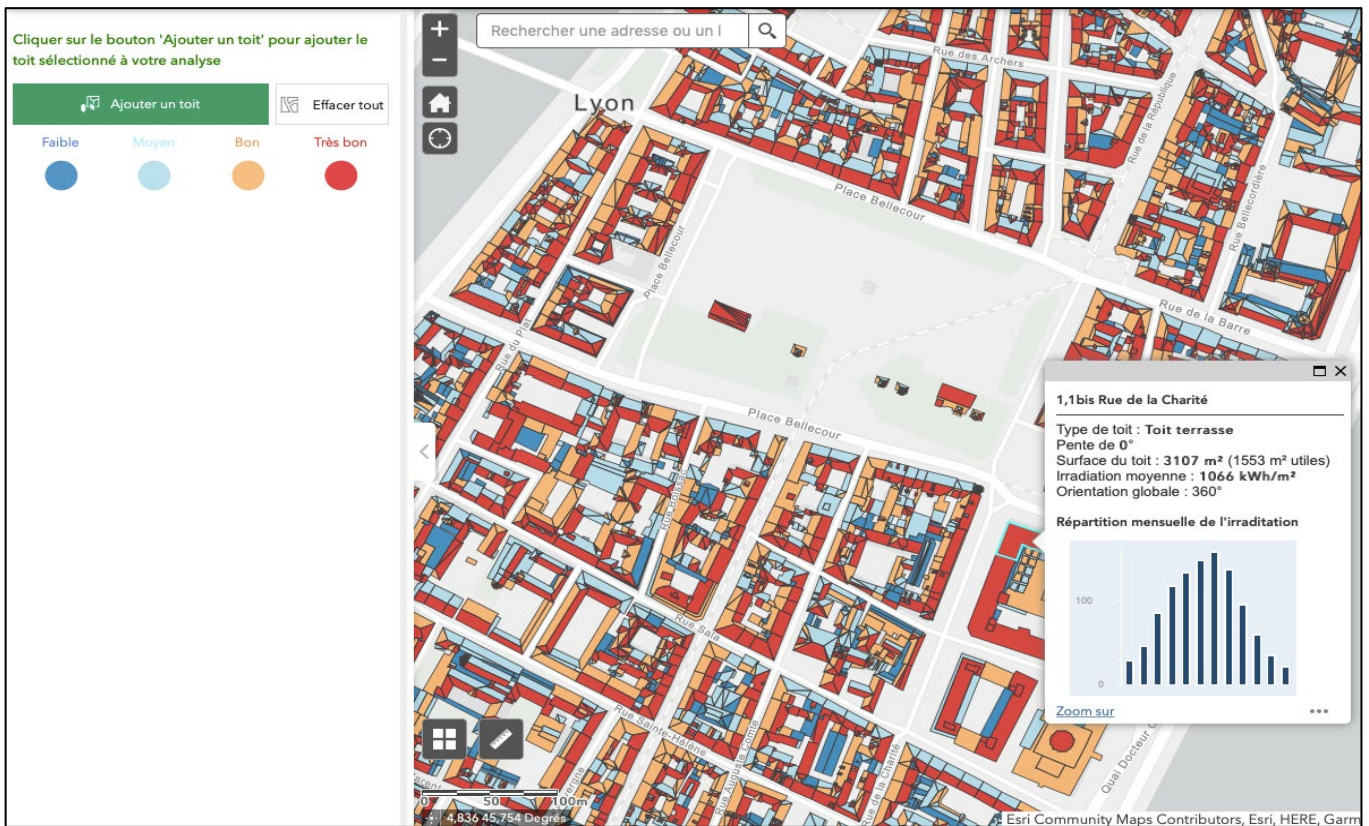 Cliquer sur le bouton 'Ajouter un toit' pour ajouter le
toit sélectionné à votre analyse
Ajouter un toit
Effacer tout
Faible
Moyen
Bon
Très bon
+
−
Rechercher une adresse ou un l
Lyon
Rue des Archers
Rue de la République
Rue Bellecordière
Place Bellecour
Place Bellecour
Rue de la Barre
Rue du Plat
Place Bellecour
Rue Boissac
Rue Sala
Rue Sainte-Hélène
Rue Auguste Comte
Rue de la Charité
Quai Docteur G
1,1bis Rue de la Charité
Type de toit : Toit terrasse
Pente de 0°
Surface du toit : 3107 m² (1553 m² utiles)
Irradiation moyenne : 1066 kWh/m²
Orientation globale : 360°
Répartition mensuelle de l'irraditation
100
0
Zoom sur
0 50 100m
4,836 45,754 Degrés
Esri Community Maps Contributors, Esri, HERE, Garm